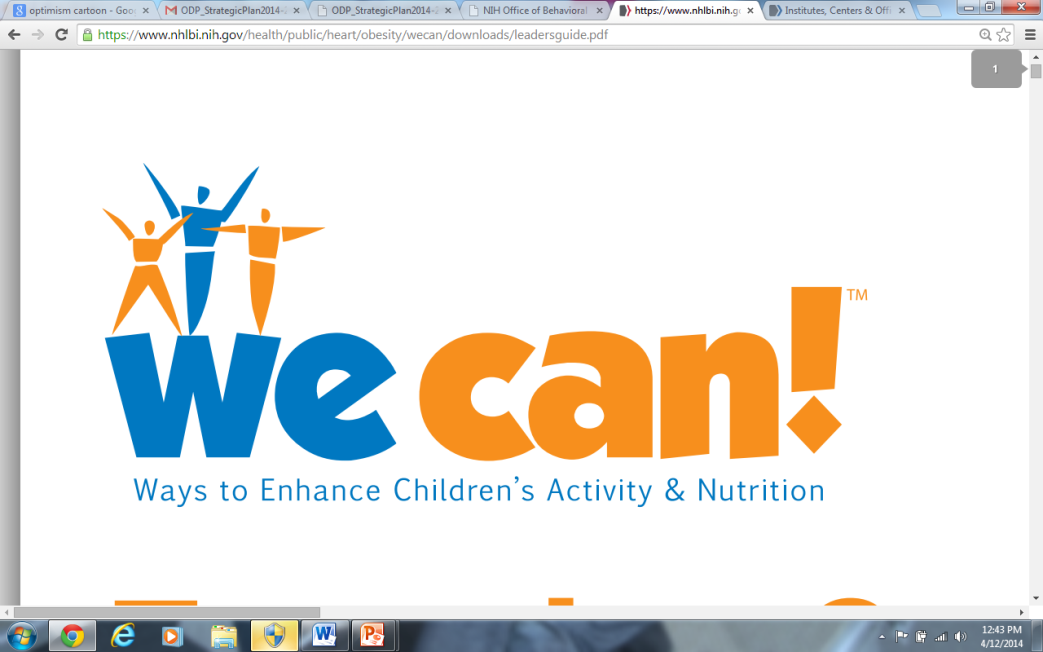 optimism cartoon - Goo
ODP_StrategicPlan2014-
ODP_StrategicPlan2014-
NIH Office of Behavioral
https://www.nhlbi.nih.go
Institutes, Centers & Offi
https://www.nhlbi.nih.gov/health/public/heart/obesity/wecan/downloads/leadersguide.pdf
1
we can! TM
Ways to Enhance Children's Activity & Nutrition
12:43 PM
4/12/2014